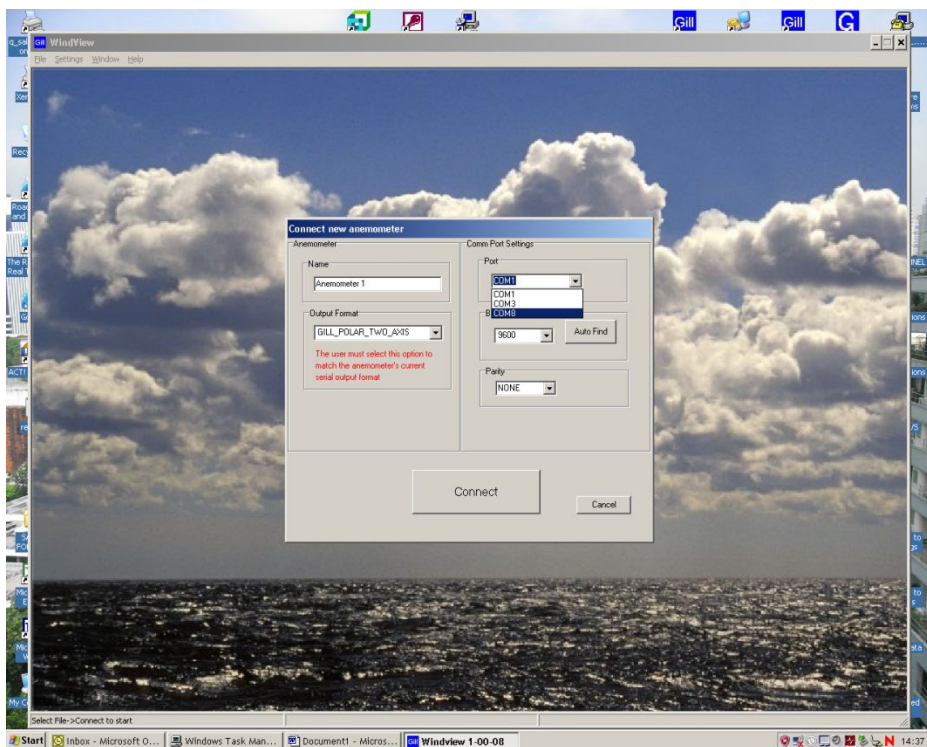 Gill
Gill
G
Gill WindView
File Settings Window Help
Connect new anemometer
Anemometer
Name
Anemometer 1
Output Format
GILL_POLAR_TWO_AXIS
The user must select this option to
match the anemometer's current
serial output format
Comm Port Settings
Port
COM1
COM1
COM3
COM8
B
9600
Auto Find
Parity
NONE
Connect
Cancel
Select File->Connect to start
Start
Inbox - Microsoft O...
Windows Task Man...
Document1 - Micros...
Gill Windview 1-00-08
N 14:37